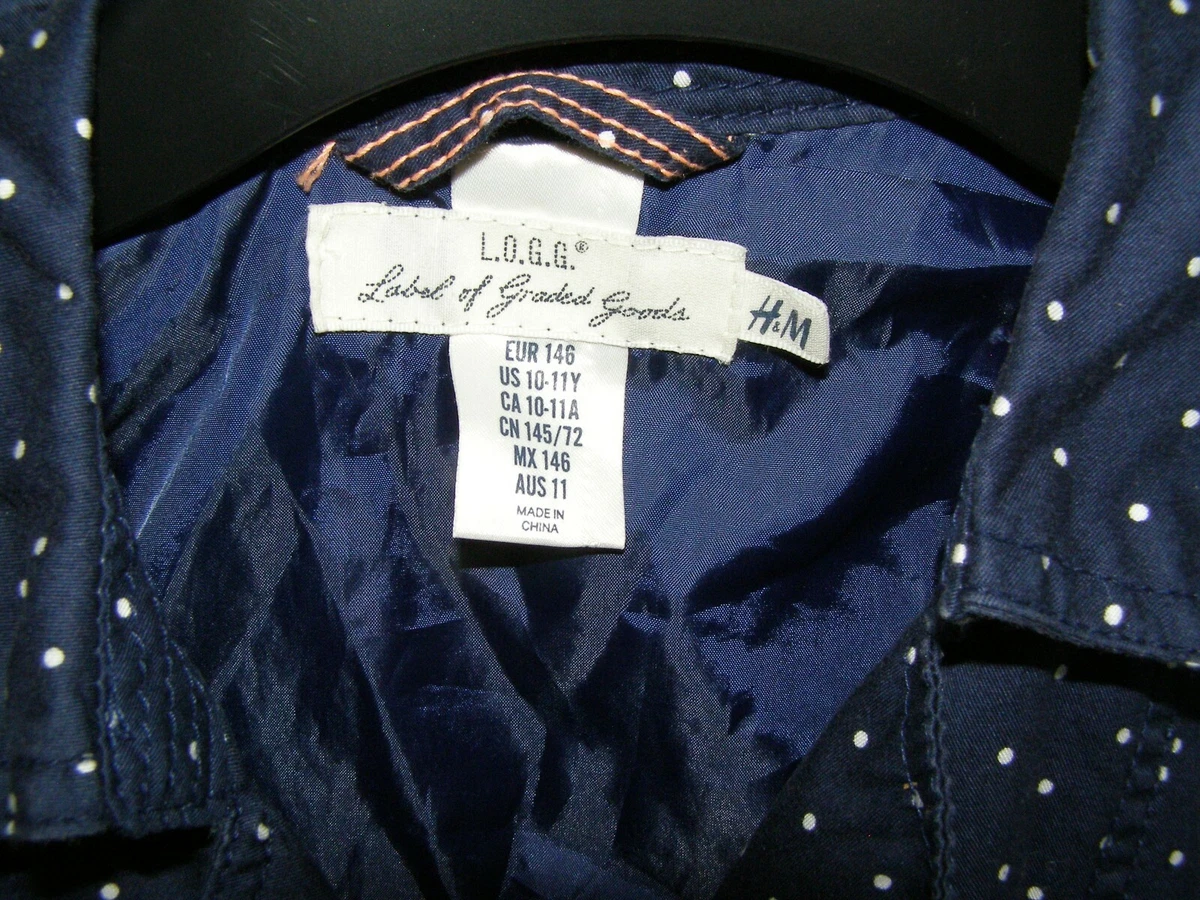 L.O.G.G.®
Label of Graded Goods
H&M
EUR 146
US 10-11Y
CA 10-11A
CN 145/72
MX 146
AUS 11
MADE IN
CHINA